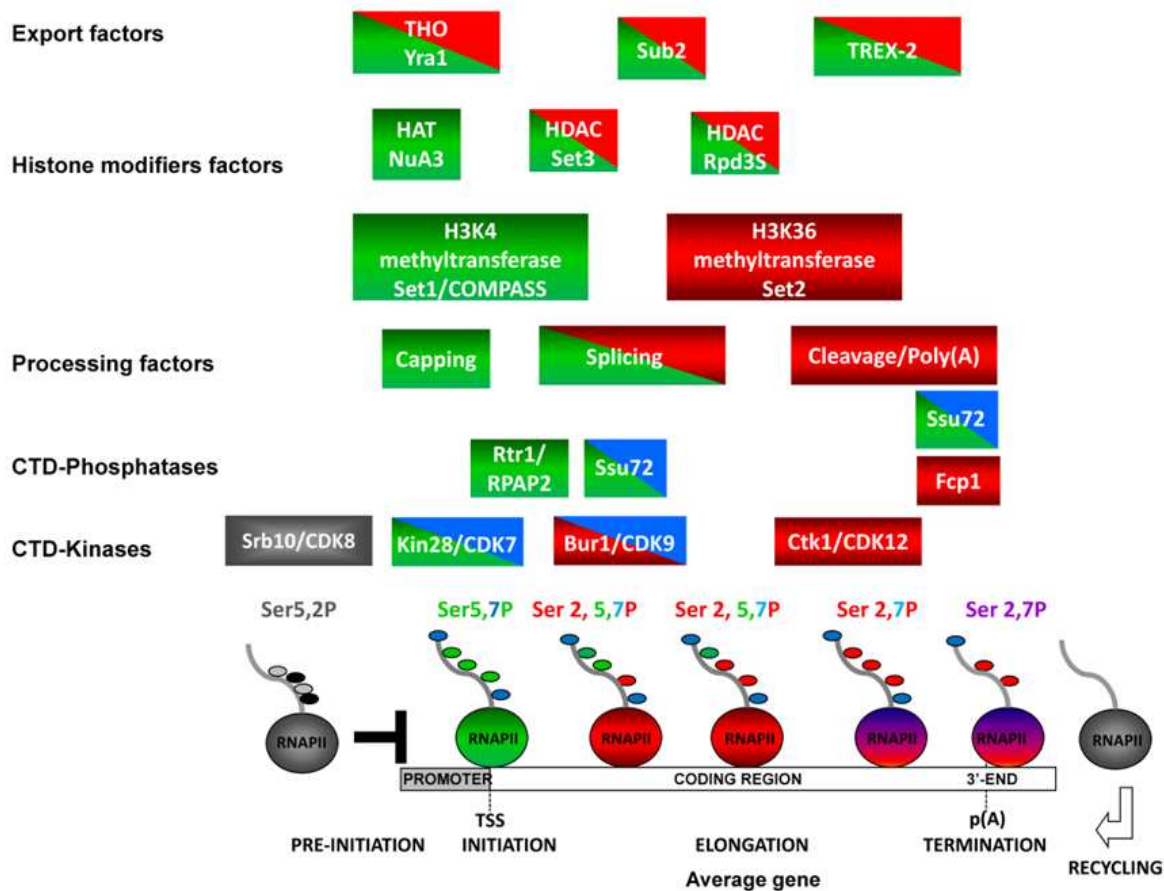 Export factors
THO
Yra1
Sub2
TREX-2
Histone modifiers factors
HAT
NuA3
HDAC
Set3
HDAC
Rpd3S
H3K4
methyltransferase
Set1/COMPASS
H3K36
methyltransferase
Set2
Processing factors
Capping
Splicing
Cleavage/Poly(A)
CTD-Phosphatases
Rtr1/
RPAP2
Ssu72
Ssu72
Fcp1
CTD-Kinases
Srb10/CDK8
Kin28/CDK7
Bur1/CDK9
Ctk1/CDK12
Ser5,2P
Ser5,7P
Ser 2, 5,7P
Ser 2, 5,7P
Ser 2,7P
Ser 2,7P
RNAPII
RNAPII
RNAPII
RNAPII
RNAPII
RNAPII
RNAPII
PROMOTER
CODING REGION
3'-END
TSS
p(A)
PRE-INITIATION
INITIATION
ELONGATION
TERMINATION
RECYCLING
Average gene